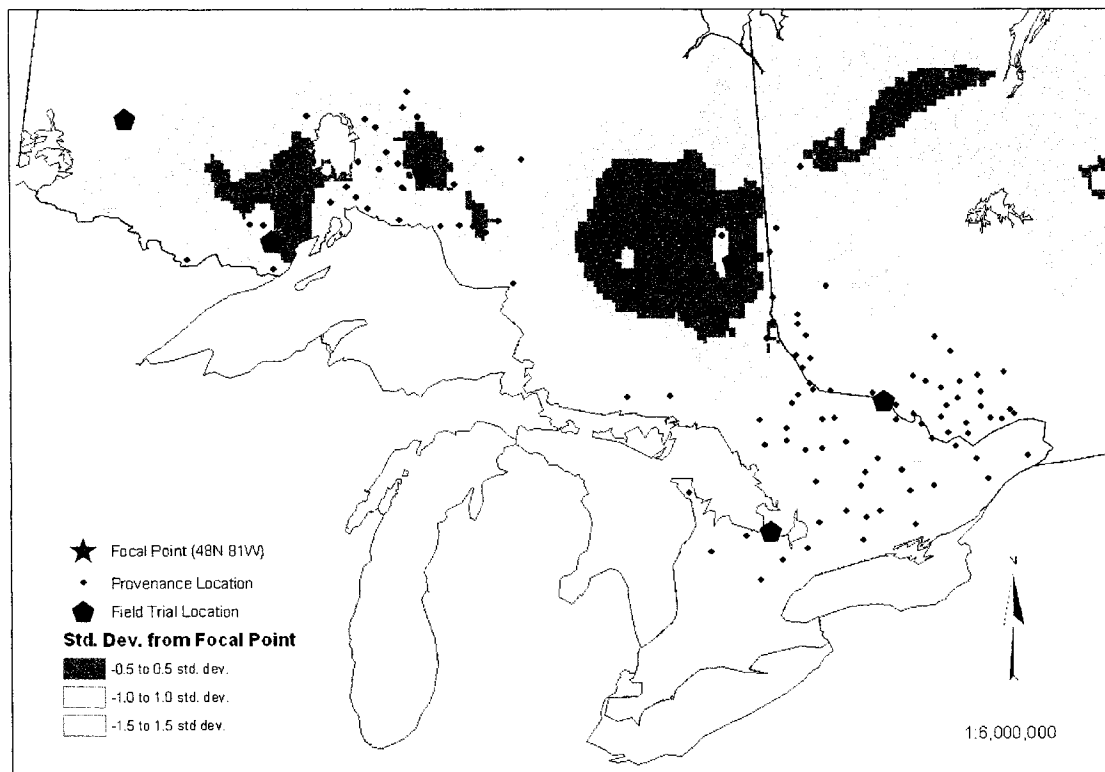 Focal Point (48N 81W)
Provenance Location
Field Trial Location
Std. Dev. from Focal Point
-0.5 to 0.5 std. dev.
-1.0 to 1.0 std. dev.
-1.5 to 1.5 std dev.
N
1:6,000,000